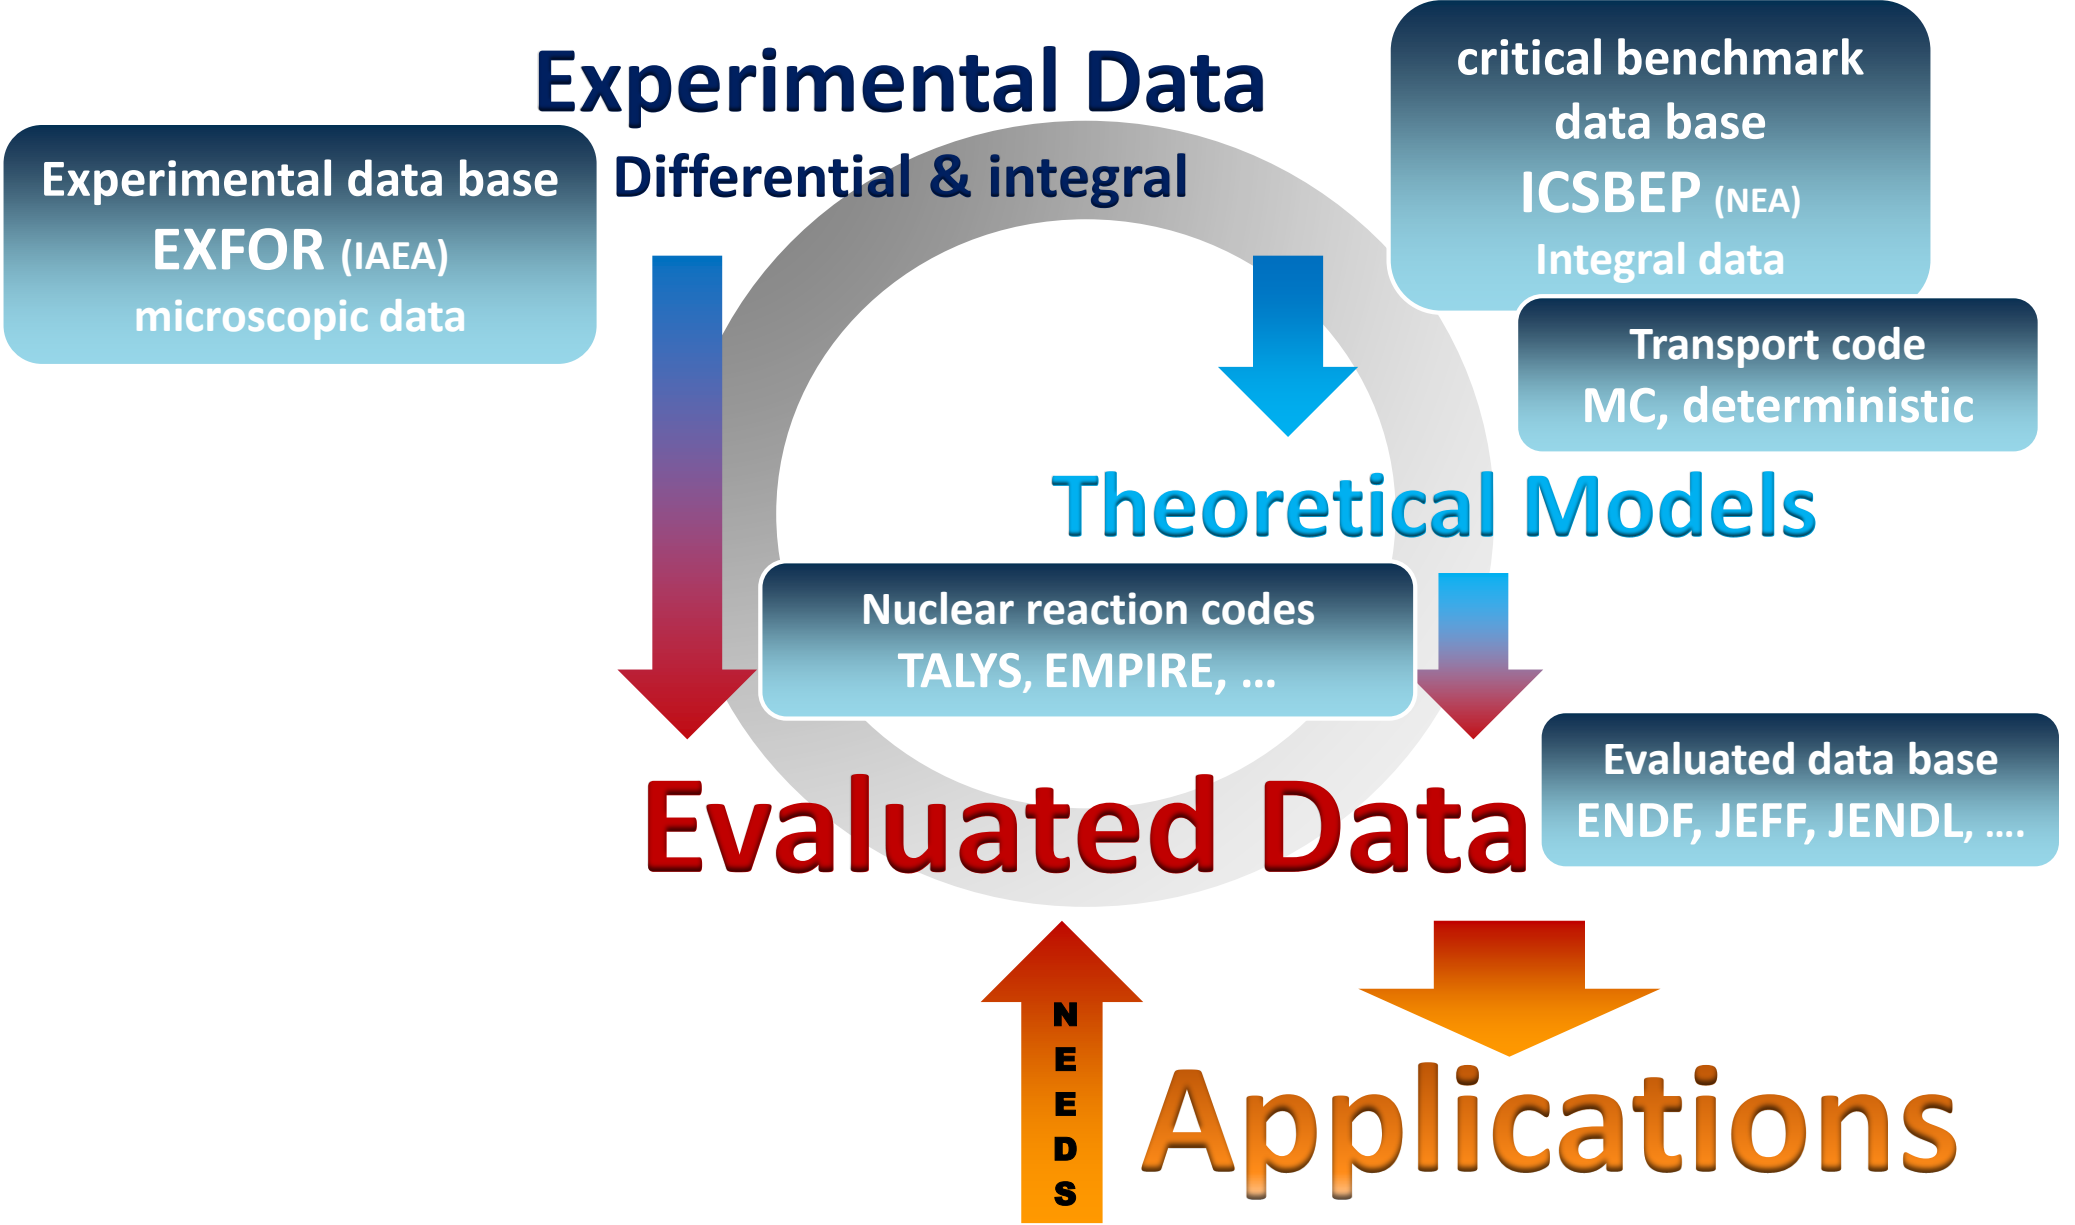 Experimental Data
Differential & integral
Experimental data base
EXFOR (IAEA)
microscopic data
critical benchmark
data base
ICSBEP (NEA)
Integral data
Transport code
MC, deterministic
Theoretical Models
Nuclear reaction codes
TALYS, EMPIRE, ...
Evaluated Data
Evaluated data base
ENDF, JEFF, JENDL, ....
NEEDS
Applications